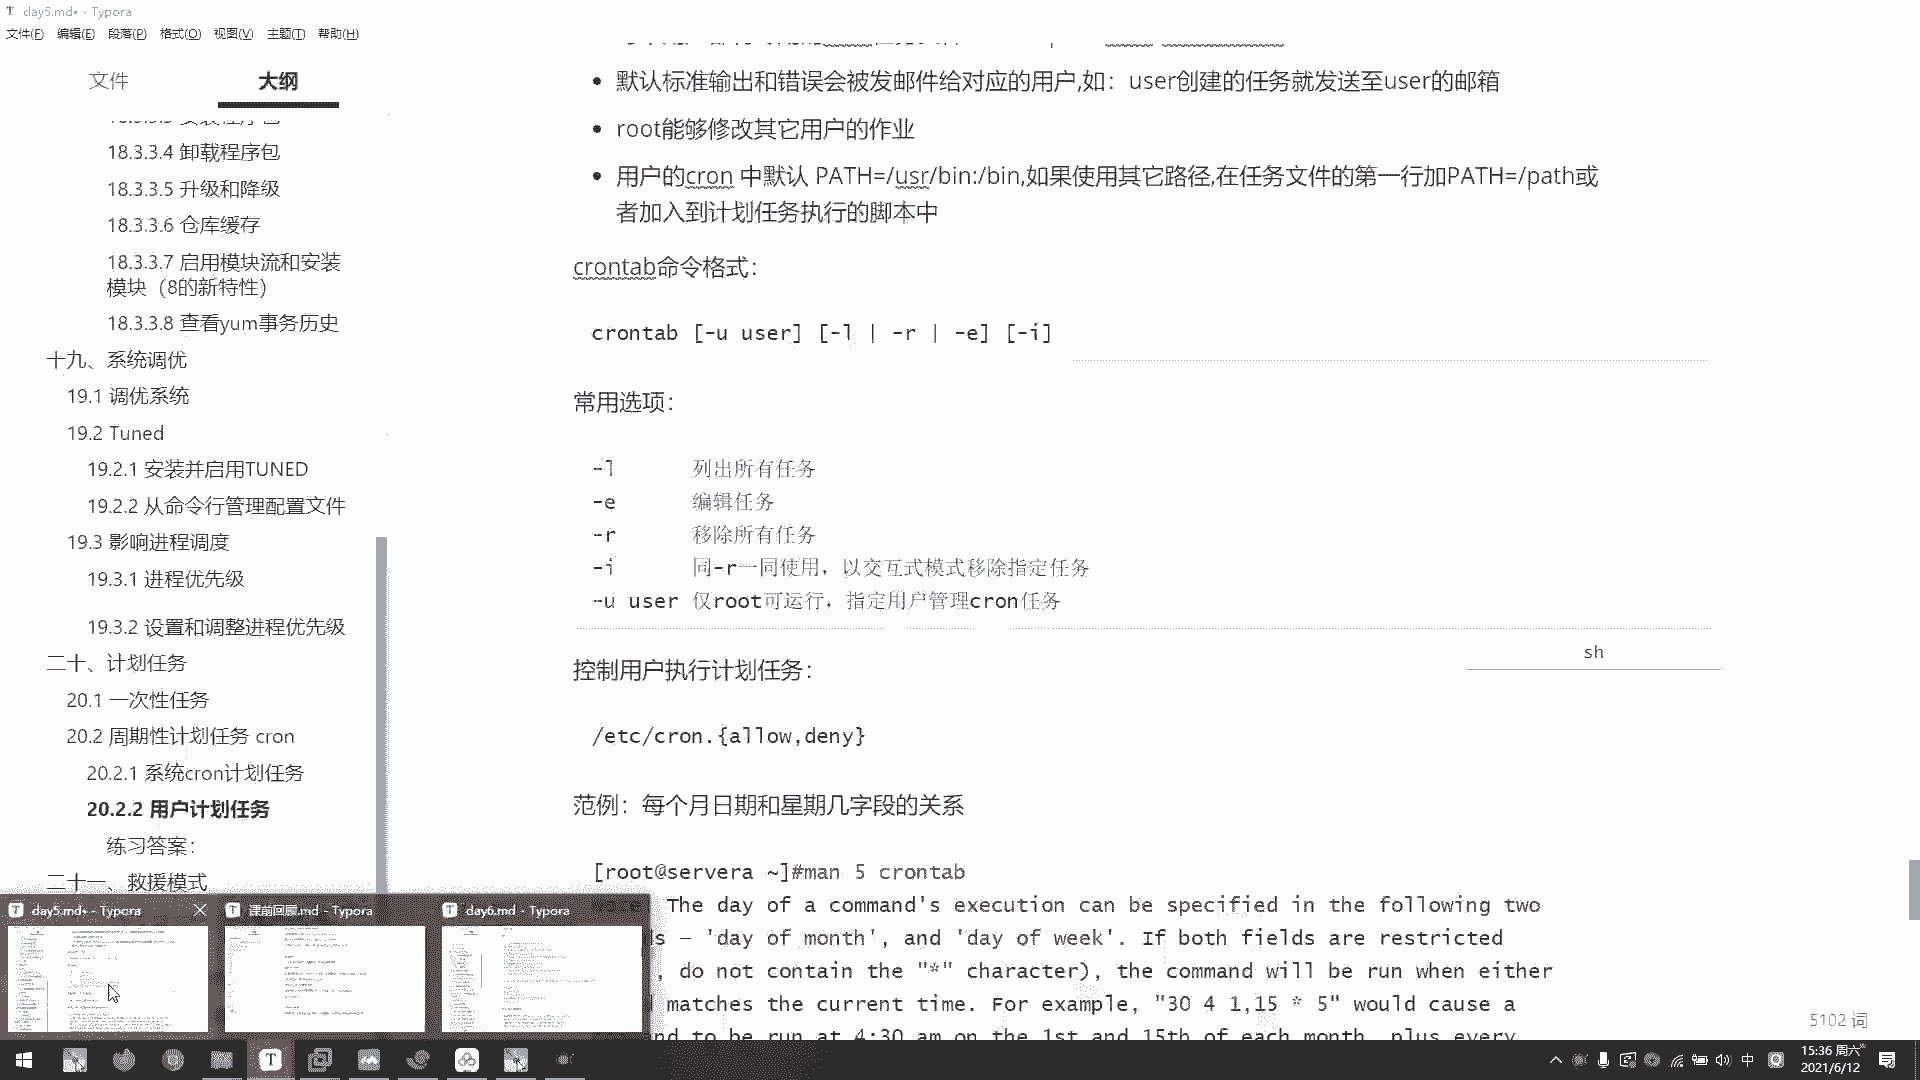 day5.md• - Typora
文件(F) 编辑(E) 段落(P) 格式(O) 视图(V) 主题(T) 帮助(H)
文件
大纲
18.3.3.4 卸载程序包
18.3.3.5 升级和降级
18.3.3.6 仓库缓存
18.3.3.7 启用模块流和安装
模块（8的新特性）
18.3.3.8 查看yum事务历史
十九、系统调优
19.1 调优系统
19.2 Tuned
19.2.1 安装并启用TUNED
19.2.2 从命令行管理配置文件
19.3 影响进程调度
19.3.1 进程优先级
19.3.2 设置和调整进程优先级
二十、计划任务
20.1 一次性任务
20.2 周期性计划任务 cron
20.2.1 系统cron计划任务
20.2.2 用户计划任务
练习答案：
二十一、救援模式
默认标准输出和错误会被发邮件给对应的用户,如：user创建的任务就发送至user的邮箱
root能够修改其它用户的作业
用户的cron 中默认 PATH=/usr/bin:/bin,如果使用其它路径,在任务文件的第一行加PATH=/path或
者加入到计划任务执行的脚本中
crontab命令格式：
crontab [-u user] [-l | -r | -e] [-i]
常用选项：
-l 列出所有任务
-e 编辑任务
-r 移除所有任务
-i 同-r一同使用，以交互式模式移除指定任务
-u user 仅root可运行，指定用户管理cron任务
sh
控制用户执行计划任务：
/etc/cron.{allow,deny}
范例：每个月日期和星期几字段的关系
[root@servera ~]#man 5 crontab
The day of a command's execution can be specified in the following two
— 'day of month', and 'day of week'. If both fields are restricted
do not contain the "*" character), the command will be run when either
matches the current time. For example, "30 4 1,15 * 5" would cause a
to be run at 4:30 am on the 1st and 15th of each month, plus every
day5.md• - Typora
课前回顾.md - Typora
day6.md - Typora
5102 词
中
15:36 周六
2021/6/12